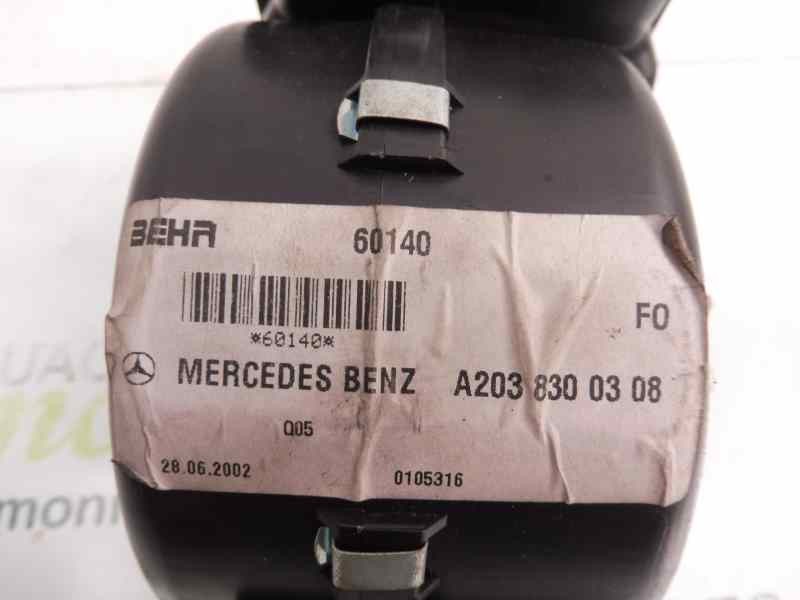 BEHR 60140
*60140* FO
MERCEDES BENZ A203 830 03 08
Q05
28.06.2002 0105316